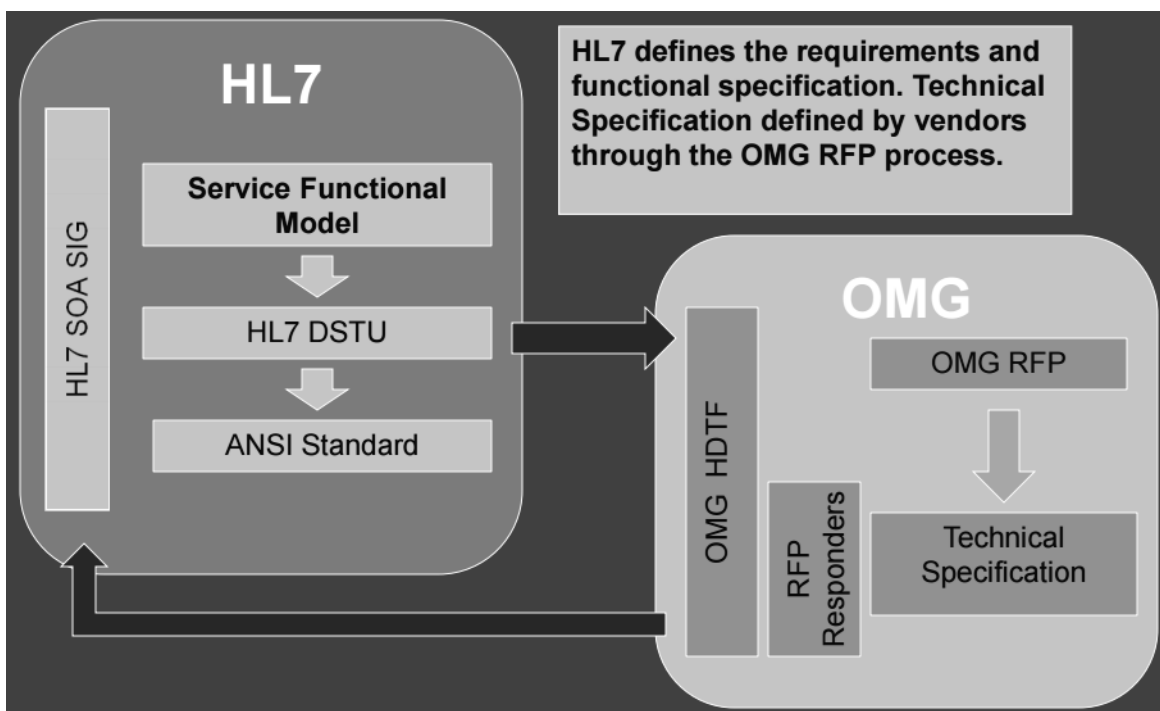 HL7
HL7 SOA SIG
Service Functional
Model
HL7 DSTU
ANSI Standard
HL7 defines the requirements and
functional specification. Technical
Specification defined by vendors
through the OMG RFP process.
OMG
OMG HDTF
RFP
Responders
OMG RFP
Technical
Specification